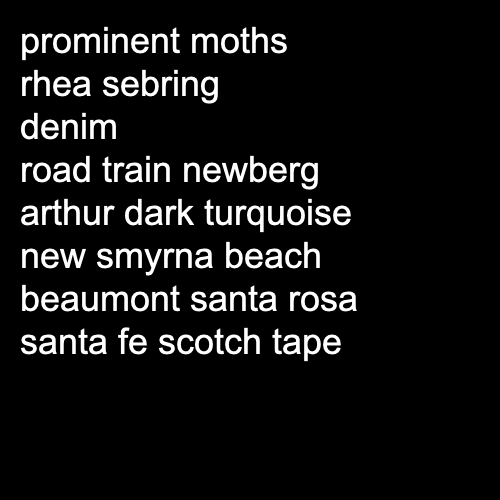 prominent moths
rhea sebring
denim
road train newberg
arthur dark turquoise
new smyrna beach
beaumont santa rosa
santa fe scotch tape